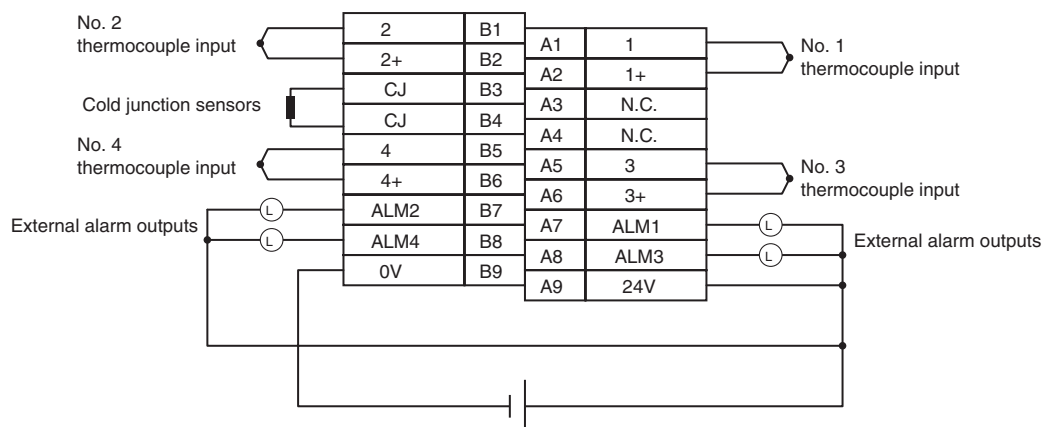 No. 2
thermocouple input
Cold junction sensors
No. 4
thermocouple input
External alarm outputs
2 B1
2+ B2
CJ B3
CJ B4
4 B5
4+ B6
ALM2 B7
ALM4 B8
0V B9
L
L
A1 1
A2 1+
A3 N.C.
A4 N.C.
A5 3
A6 3+
A7 ALM1
A8 ALM3
A9 24V
L
L
No. 1
thermocouple input
No. 3
thermocouple input
External alarm outputs